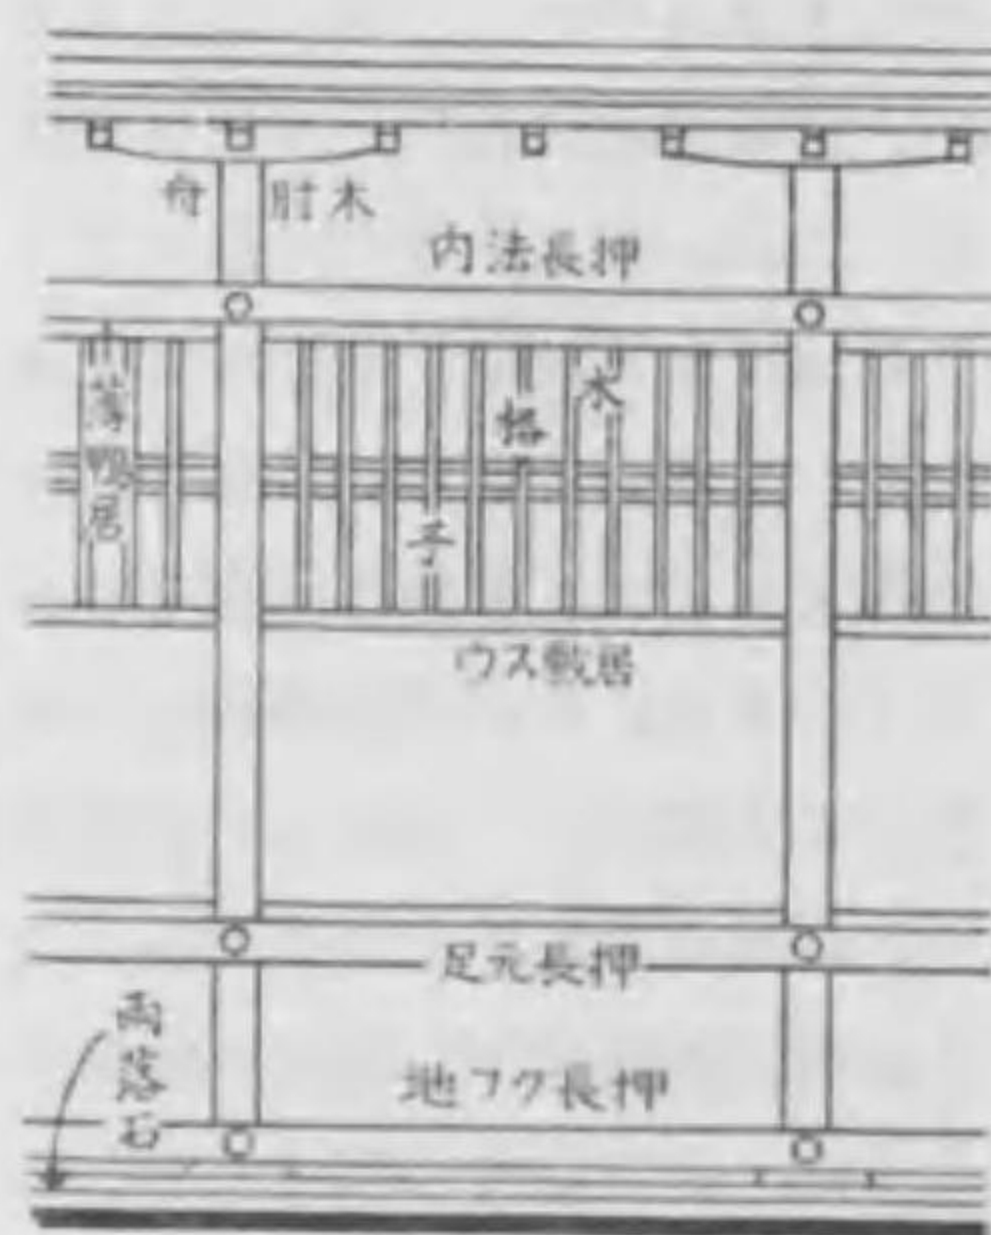 舟肘木
内法長押
薄鴨居
木格子
ウス敷居
足元長押
雨落石
地フク長押